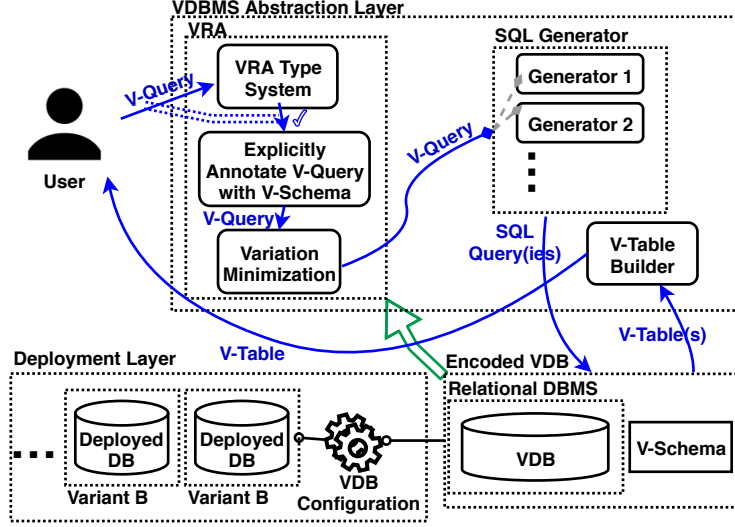 VDBMS Abstraction Layer
VRA
SQL Generator
VRA Type
System
Generator 1
Generator 2
V-Query
User
Explicitly
Annotate V-Query
with V-Schema
V-Query
V-Query
Variation
Minimization
SQL
Query(ies)
V-Table
Builder
V-Table
V-Table(s)
Deployment Layer
Encoded VDB
Relational DBMS
Deployed
DB
Deployed
DB
VDB
V-Schema
Variant B
Variant B
VDB
Configuration